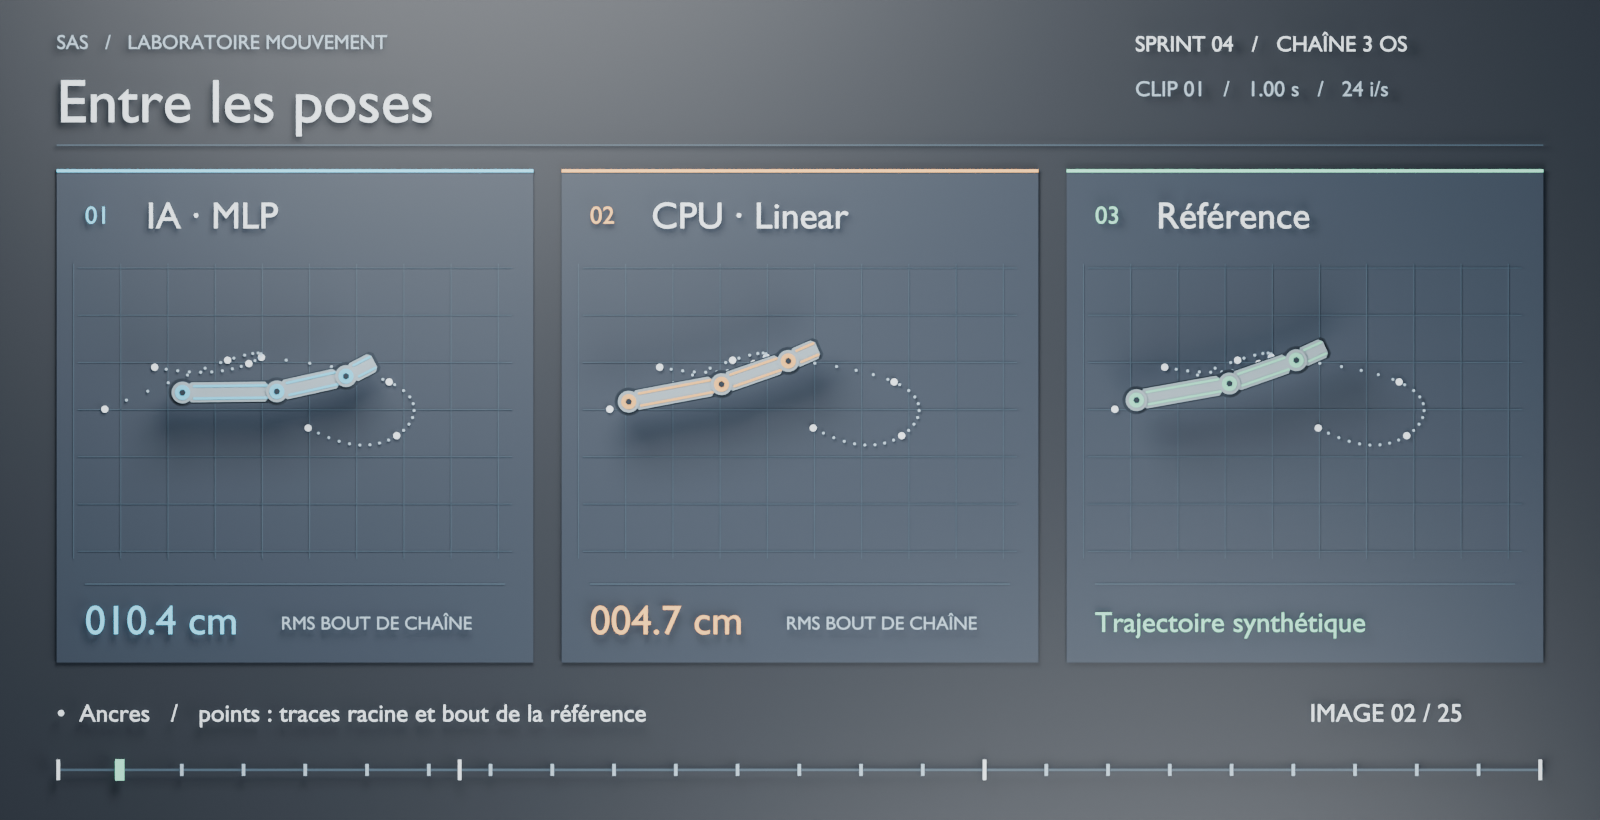 SAS / LABORATOIRE MOUVEMENT
Entre les poses
SPRINT 04 / CHAÎNE 3 OS
CLIP 01 / 1.00 s / 24 i/s
01 IA · MLP
010.4 cm RMS BOUT DE CHAÎNE
02 CPU · Linear
004.7 cm RMS BOUT DE CHAÎNE
03 Référence
Trajectoire synthétique
• Ancres / points : traces racine et bout de la référence
IMAGE 02 / 25